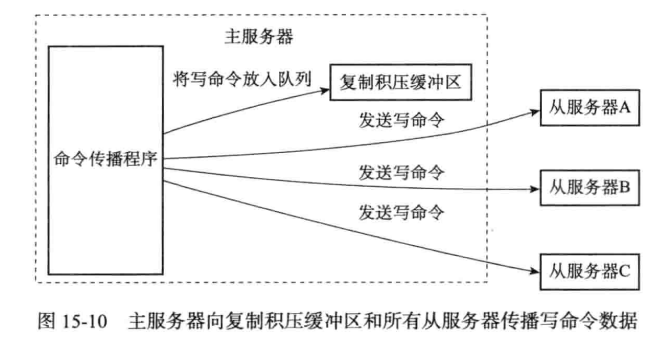 主服务器
将写命令放入队列
复制积压缓冲区
发送写命令
从服务器A
命令传播程序
发送写命令
从服务器B
发送写命令
从服务器C
图 15-10 主服务器向复制积压缓冲区和所有从服务器传播写命令数据